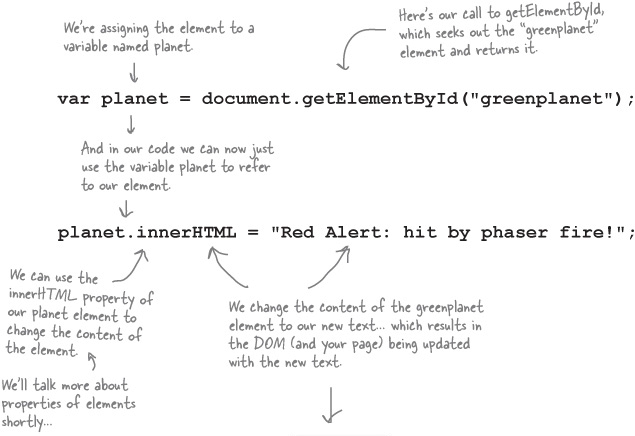 We're assigning the element to a
variable named planet.
Here's our call to getElementById,
which seeks out the "greenplanet"
element and returns it.
var planet = document.getElementById("greenplanet");
And in our code we can now just
use the variable planet to refer
to our element.
planet.innerHTML = "Red Alert: hit by phaser fire!";
We can use the
innerHTML property of
our planet element to
change the content of
the element.
We'll talk more about
properties of elements
shortly...
We change the content of the greenplanet
element to our new text... which results in
the DOM (and your page) being updated
with the new text.